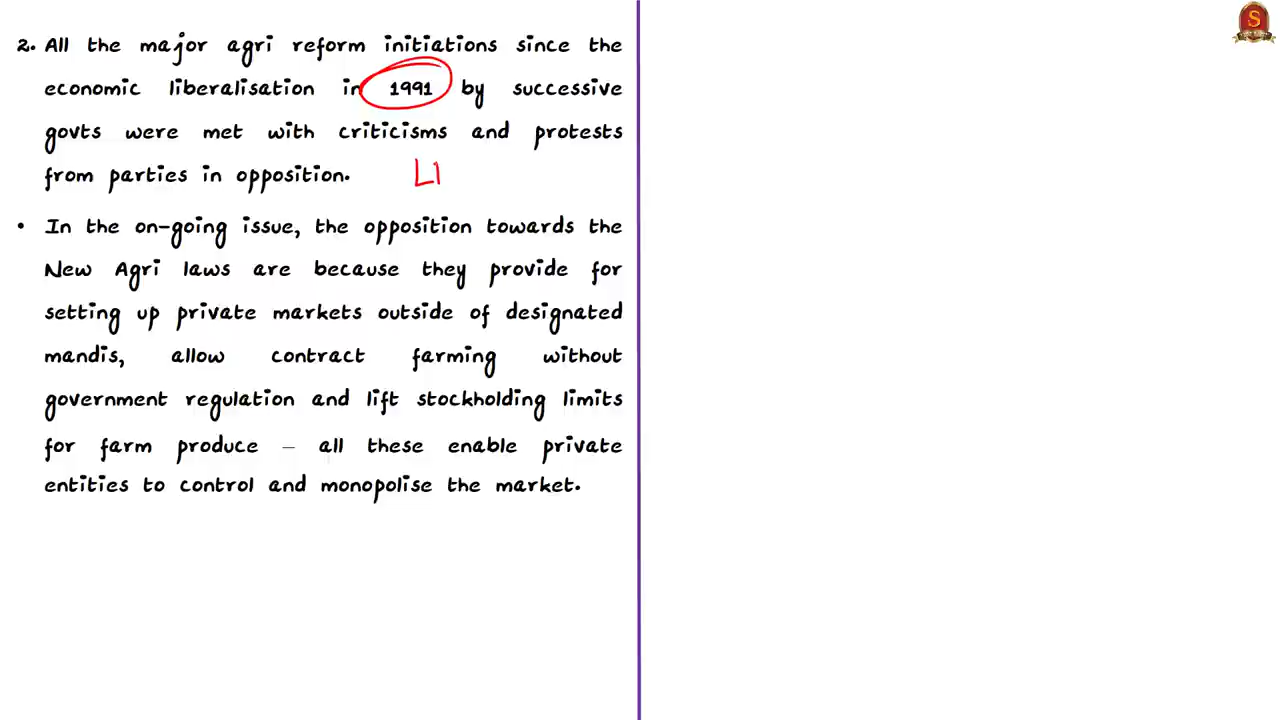 2. All the major agri reform initiations since the
economic liberalisation in 1991 by successive
govts were met with criticisms and protests
from parties in opposition.
LI
• In the on-going issue, the opposition towards the
New Agri laws are because they provide for
setting up private markets outside of designated
mandis, allow contract farming without
government regulation and lift stockholding limits
for farm produce – all these enable private
entities to control and monopolise the market.
S